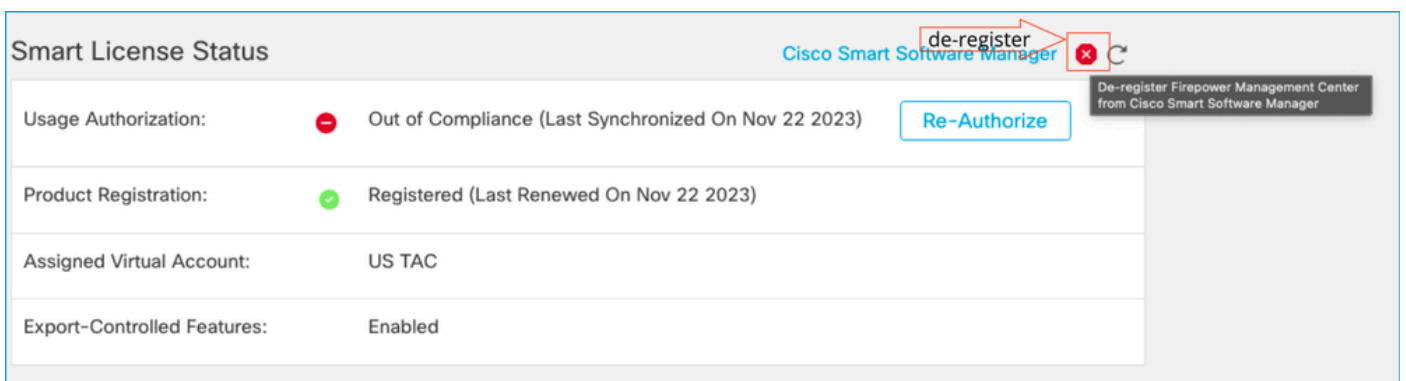 de-register
Smart License Status
Cisco Smart Software Manager
De-register Firepower Management Center
from Cisco Smart Software Manager
Usage Authorization:
Out of Compliance (Last Synchronized On Nov 22 2023)
Re-Authorize
Product Registration:
Registered (Last Renewed On Nov 22 2023)
Assigned Virtual Account:
US TAC
Export-Controlled Features:
Enabled